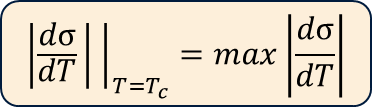 |dσ/dT| |_{T=T_c} = max |dσ/dT|